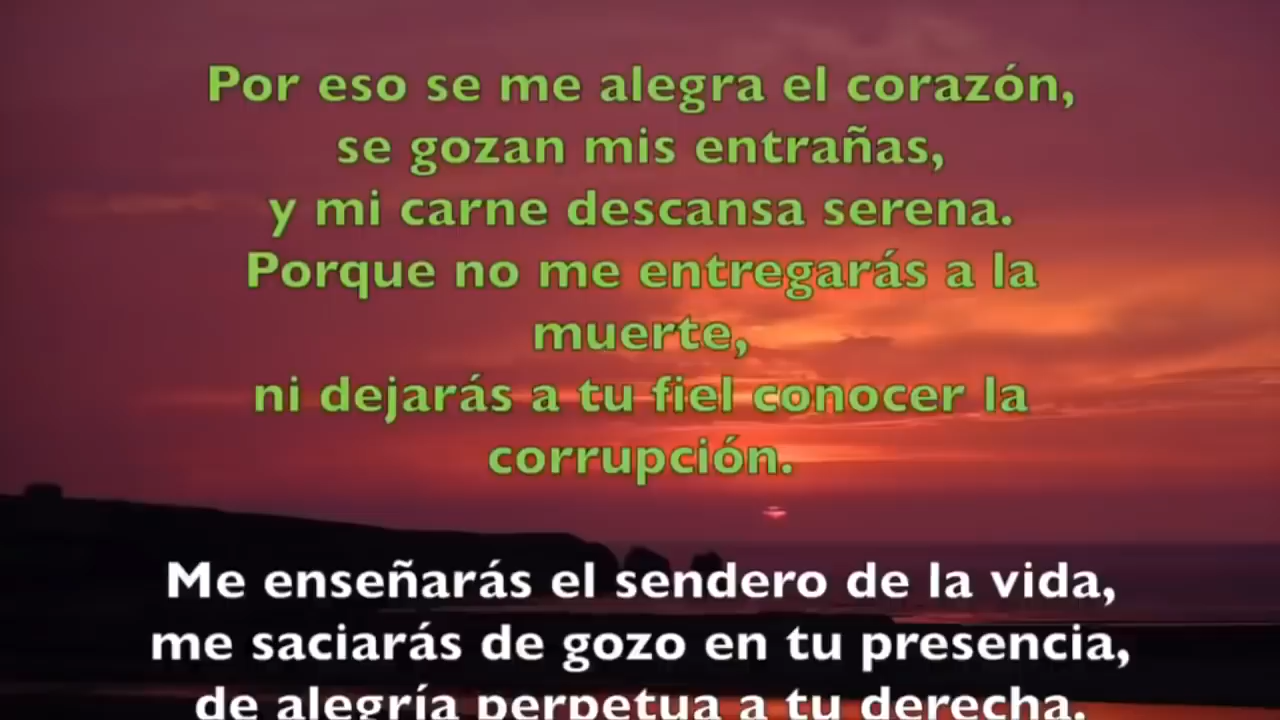 Por eso se me alegra el corazón,
se gozan mis entrañas,
y mi carne descansa serena.
Porque no me entregarás a la
muerte,
ni dejarás a tu fiel conocer la
corrupción.
Me enseñarás el sendero de la vida,
me saciarás de gozo en tu presencia,
de alegría perpetua a tu derecha.